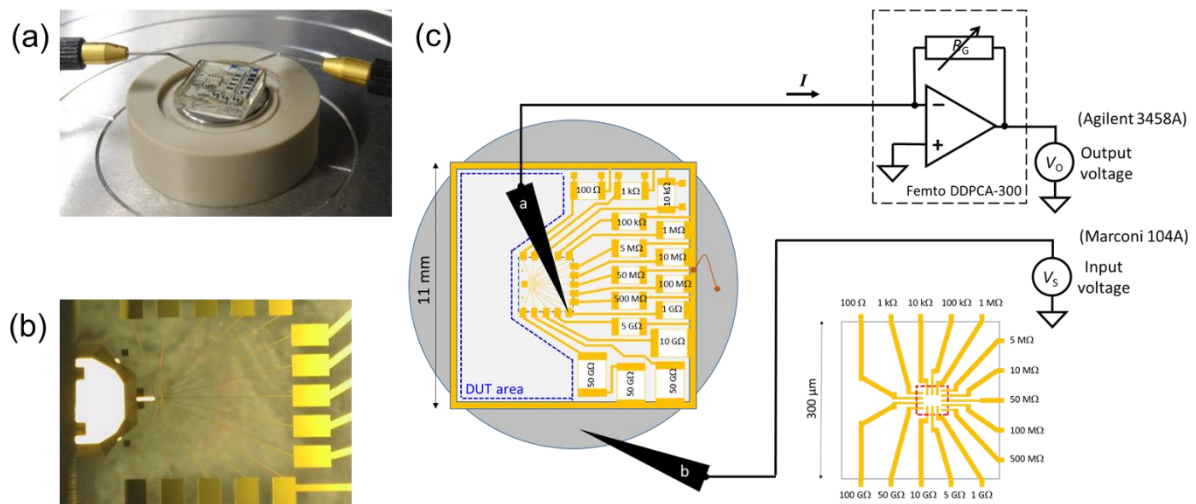 (a)
(b)
(c)
I
R_G
−
+
Femto DDPCA-300
(Agilent 3458A)
V_O
Output
voltage
(Marconi 104A)
V_S
Input
voltage
11 mm
a
b
DUT area
100 Ω
1 kΩ
10 kΩ
100 kΩ
1 MΩ
5 MΩ
10 MΩ
50 MΩ
100 MΩ
500 MΩ
1 GΩ
5 GΩ
10 GΩ
50 GΩ
50 GΩ
50 GΩ
300 µm
100 Ω 1 kΩ 10 kΩ 100 kΩ 1 MΩ
5 MΩ
10 MΩ
50 MΩ
100 MΩ
500 MΩ
100 GΩ 50 GΩ 10 GΩ 5 GΩ 1 GΩ